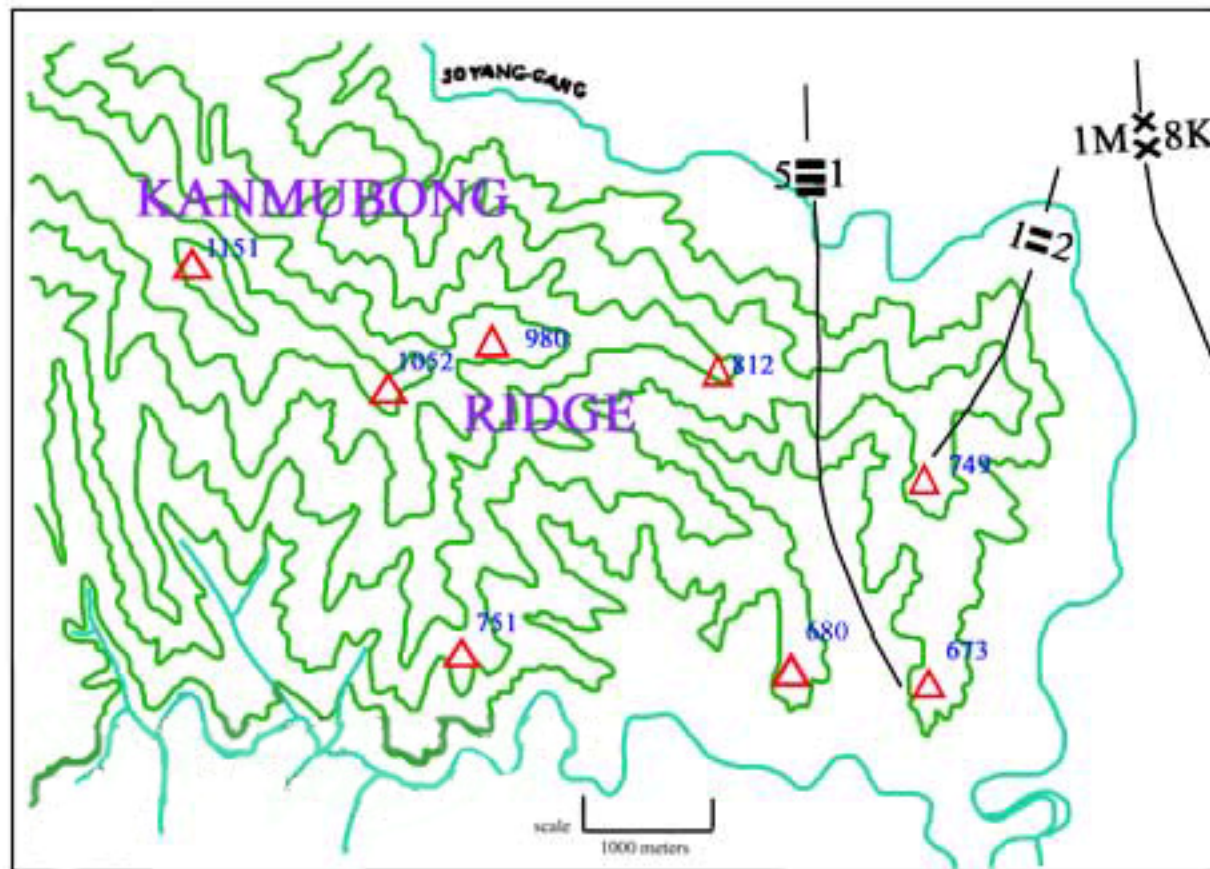 SOYANG-GANG
1M 8K
5 1
KANMUBONG
1 2
1151
980
1052
812
RIDGE
749
751
680
673
scale
1000 meters